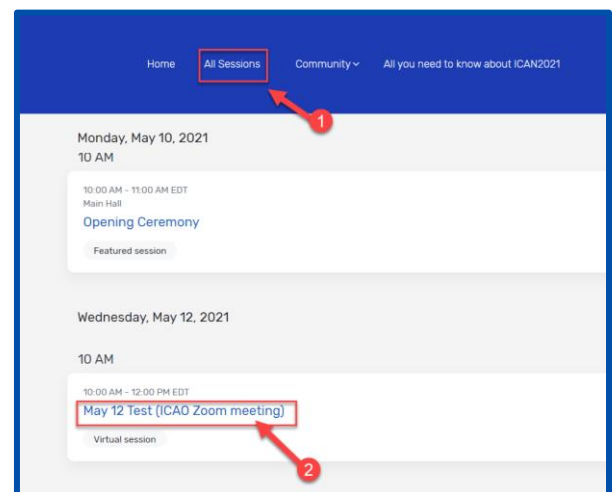 Home All Sessions Community All you need to know about ICAN2021
1
Monday, May 10, 2021
10 AM
10:00 AM - 11:00 AM EDT
Main Hall
Opening Ceremony
Featured session
Wednesday, May 12, 2021
10 AM
10:00 AM - 12:00 PM EDT
May 12 Test (ICAO Zoom meeting)
Virtual session
2